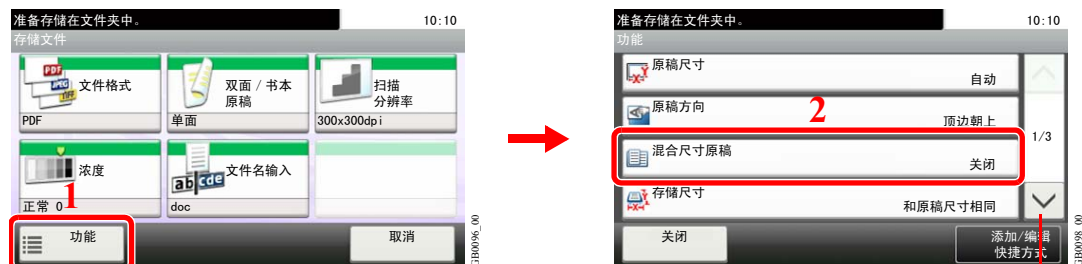 准备存储在文件夹中。
10:10
存储文件
PDF
JPEG
TIFF
文件格式
PDF
双面 / 书本
原稿
单面
扫描
分辨率
300x300dpi
浓度
正常 0
1
ab cde
文件名输入
doc
功能
取消
GB0096_00
准备存储在文件夹中。
10:10
功能
原稿尺寸
自动
原稿方向
顶边朝上
2
混合尺寸原稿
关闭
存储尺寸
和原稿尺寸相同
1/3
关闭
添加/编辑
快捷方式
GB0098_00